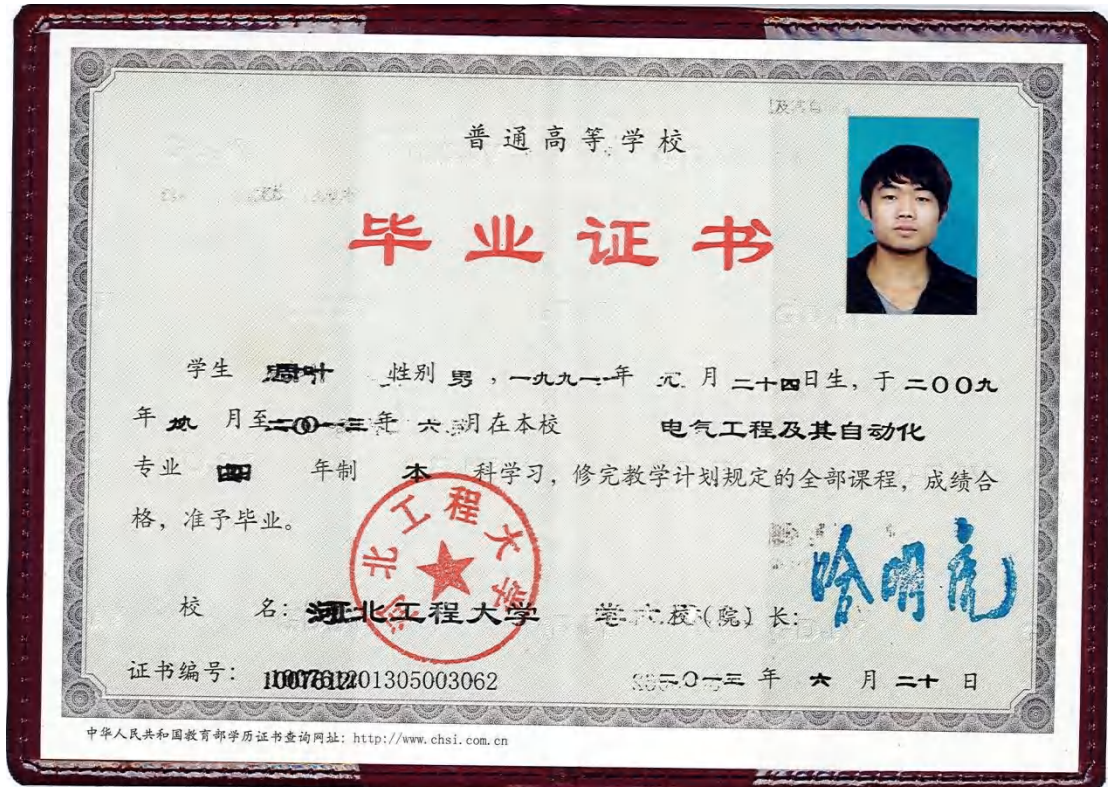 普通高等学校
毕业证书
学生 周叶 性别 男，一九九一年 元 月 二十四日生，于 二〇〇九
年 九 月至二〇一三年 六 月在本校 电气工程及其自动化
专业 四 年制 本 科学习，修完教学计划规定的全部课程，成绩合
格，准予毕业。
河北工程大学
校 名：河北工程大学 校（院）长：哈明虎
证书编号：100761201305003062 二〇一三 年 六 月 二十 日
中华人民共和国教育部学历证书查询网址：http://www.chsi.com.cn